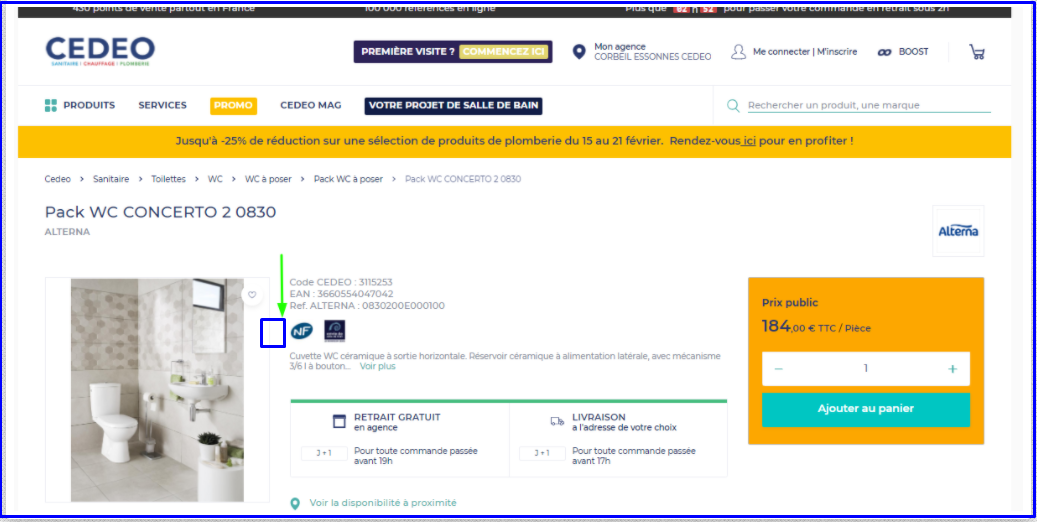 430 points de vente partout en France
100 000 références en ligne
Plus que 02 h 52 pour passer votre commande en retrait sous 2h
CEDEO
SANITAIRE | CHAUFFAGE | PLOMBERIE
PREMIÈRE VISITE ? COMMENCEZ ICI
Mon agence
CORBEIL ESSONNES CEDEO
Me connecter | M'inscrire
BOOST
PRODUITS
SERVICES
PROMO
CEDEO MAG
VOTRE PROJET DE SALLE DE BAIN
Rechercher un produit, une marque
Jusqu'à -25% de réduction sur une sélection de produits de plomberie du 15 au 21 février. Rendez-vous ici pour en profiter !
Cedeo > Sanitaire > Toilettes > WC > WC à poser > Pack WC à poser > Pack WC CONCERTO 2 0830
Pack WC CONCERTO 2 0830
ALTERNA
Alterna
Code CEDEO : 3115253
EAN : 3660554047042
Ref. ALTERNA : 0830200E000100
NF
Cuvette WC céramique à sortie horizontale. Réservoir céramique à alimentation latérale, avec mécanisme
3/6 l à bouton... Voir plus
Prix public
184,00 € TTC / Pièce
− 1 +
Ajouter au panier
RETRAIT GRATUIT
en agence
J+1
Pour toute commande passée
avant 19h
LIVRAISON
a l'adresse de votre choix
J+1
Pour toute commande passée
avant 17h
Voir la disponibilité à proximité